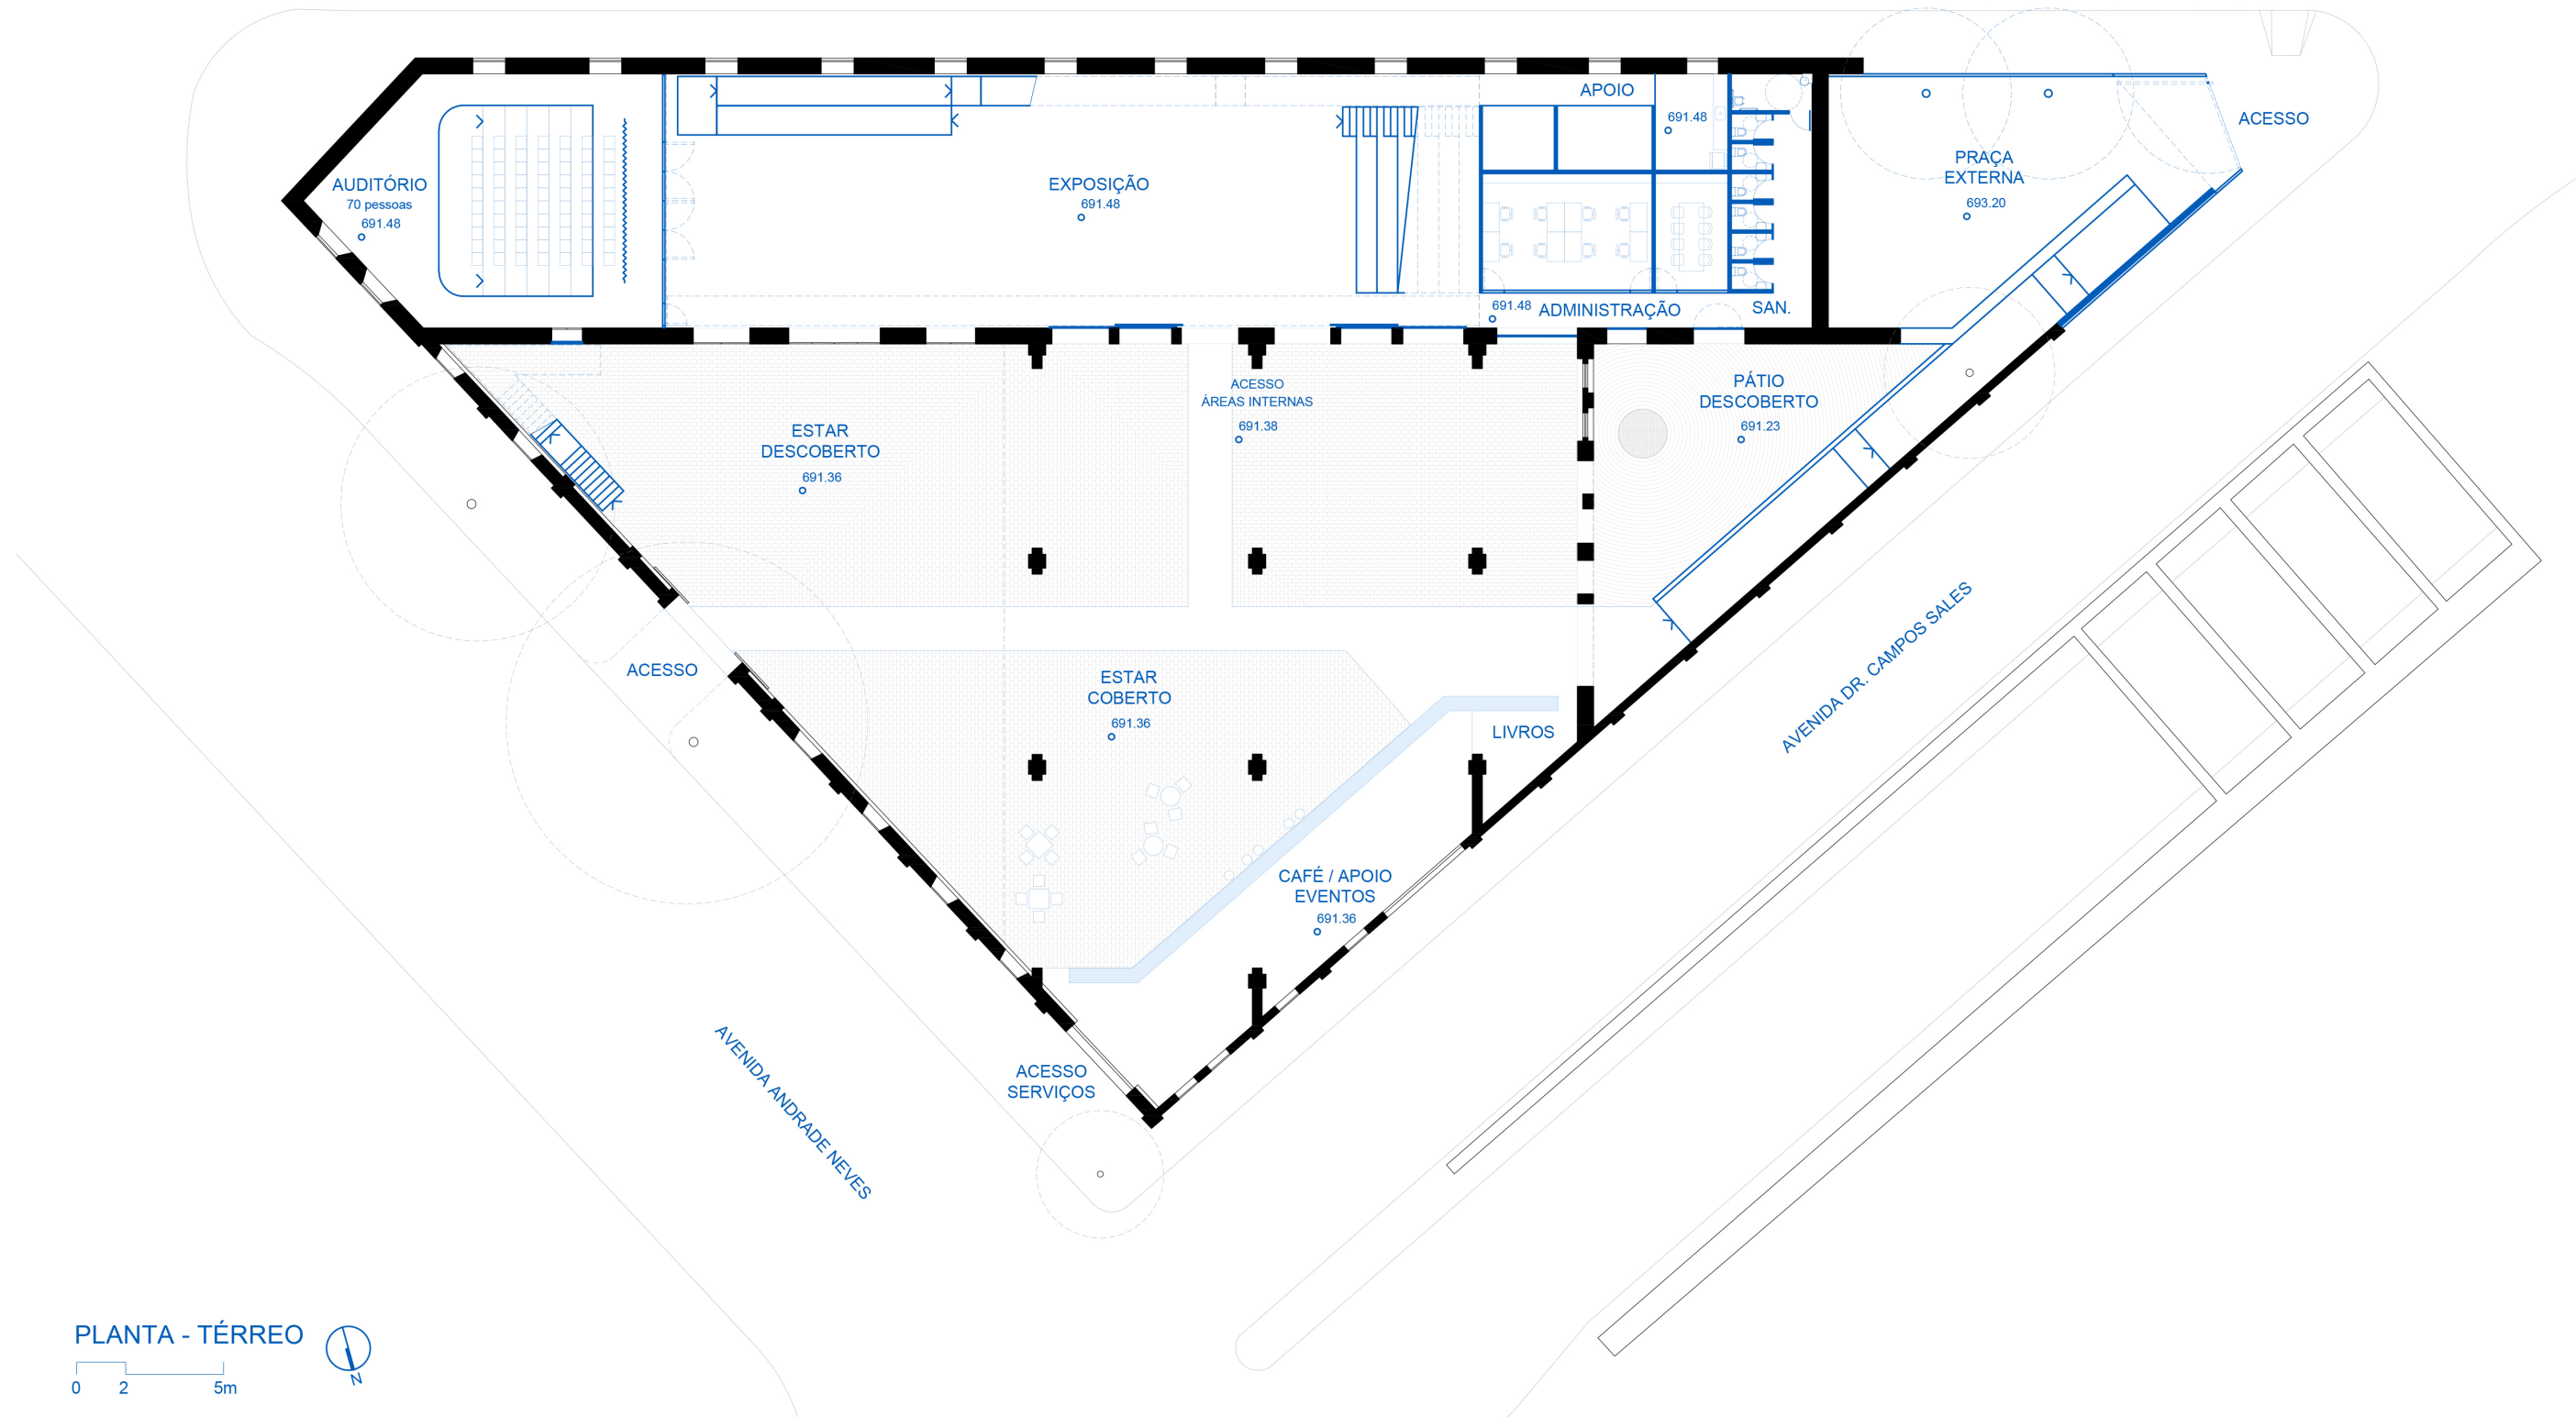 APOIO
691.48
ACESSO
AUDITÓRIO
70 pessoas
691.48
EXPOSIÇÃO
691.48
PRAÇA
EXTERNA
693.20
691.48
ADMINISTRAÇÃO
SAN.
ACESSO
ÁREAS INTERNAS
691.38
PÁTIO
DESCOBERTO
691.23
ESTAR
DESCOBERTO
691.36
ACESSO
ESTAR
COBERTO
691.36
LIVROS
AVENIDA DR. CAMPOS SALES
CAFÉ / APOIO
EVENTOS
691.36
AVENIDA ANDRADE NEVES
ACESSO
SERVIÇOS
PLANTA - TÉRREO
N
0 2 5m